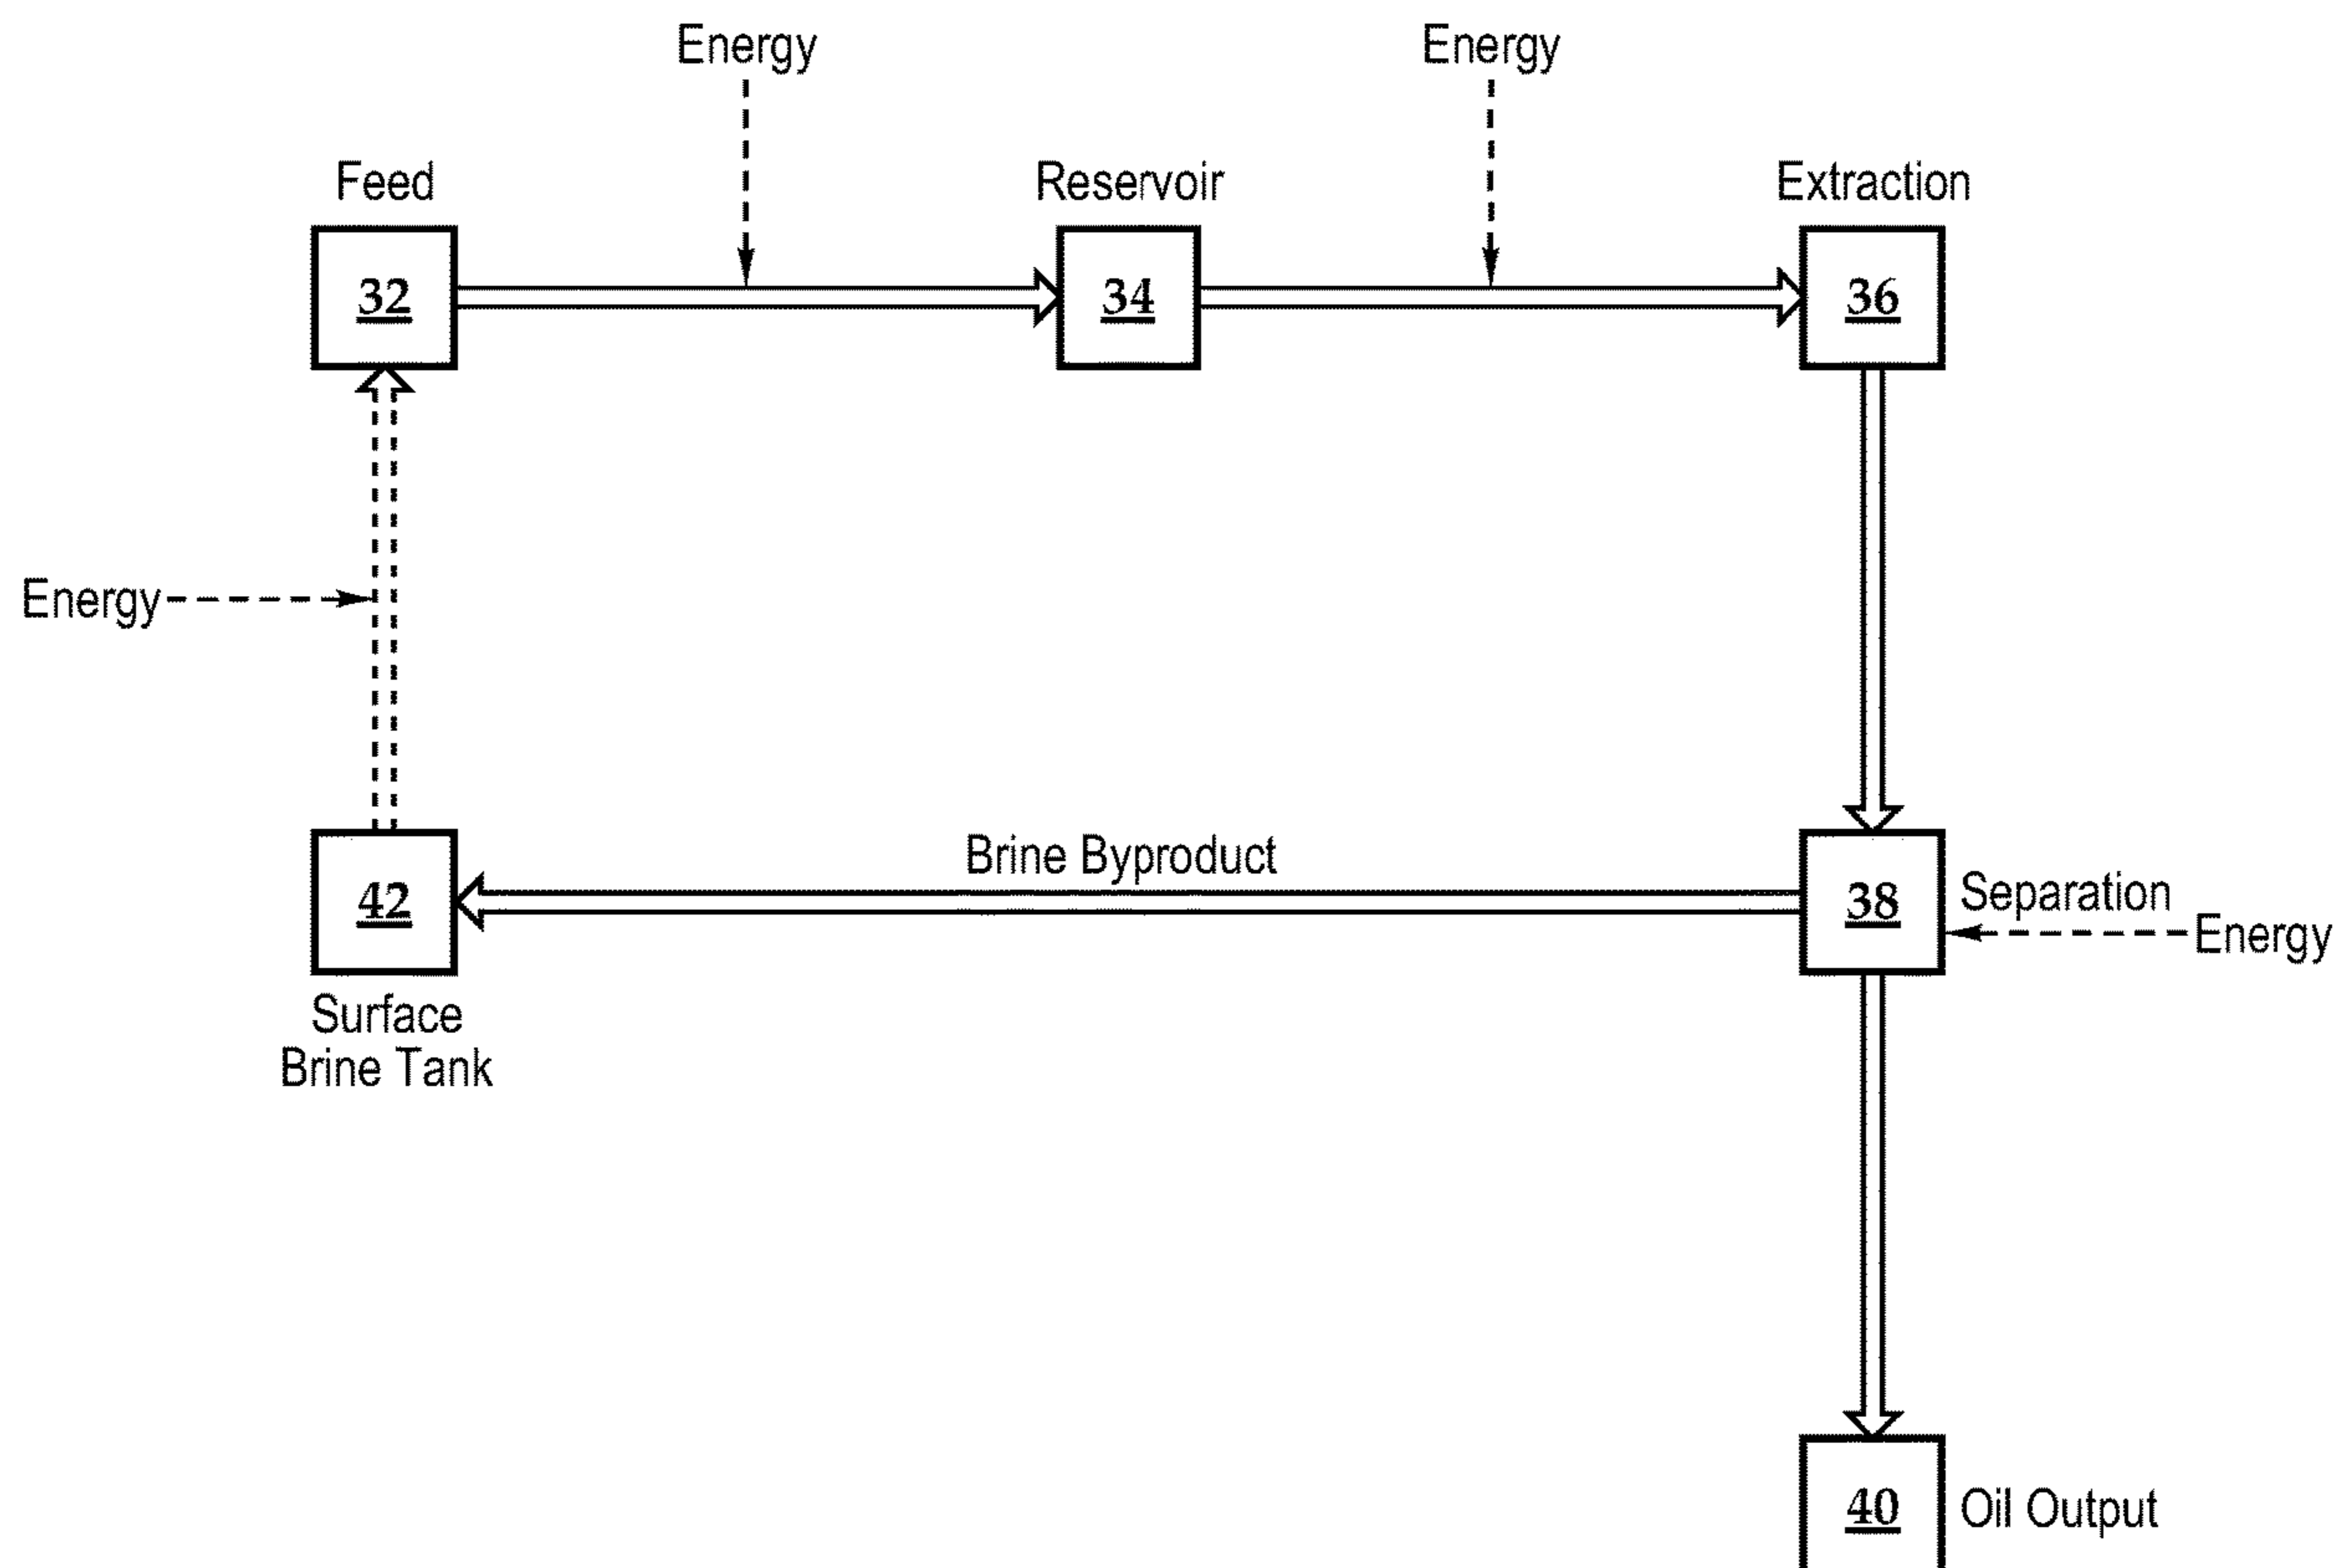 Energy
Energy
Feed
Reservoir
Extraction
32
34
36
Energy
Brine Byproduct
42
38
Separation
Energy
Surface
Brine Tank
40
Oil Output